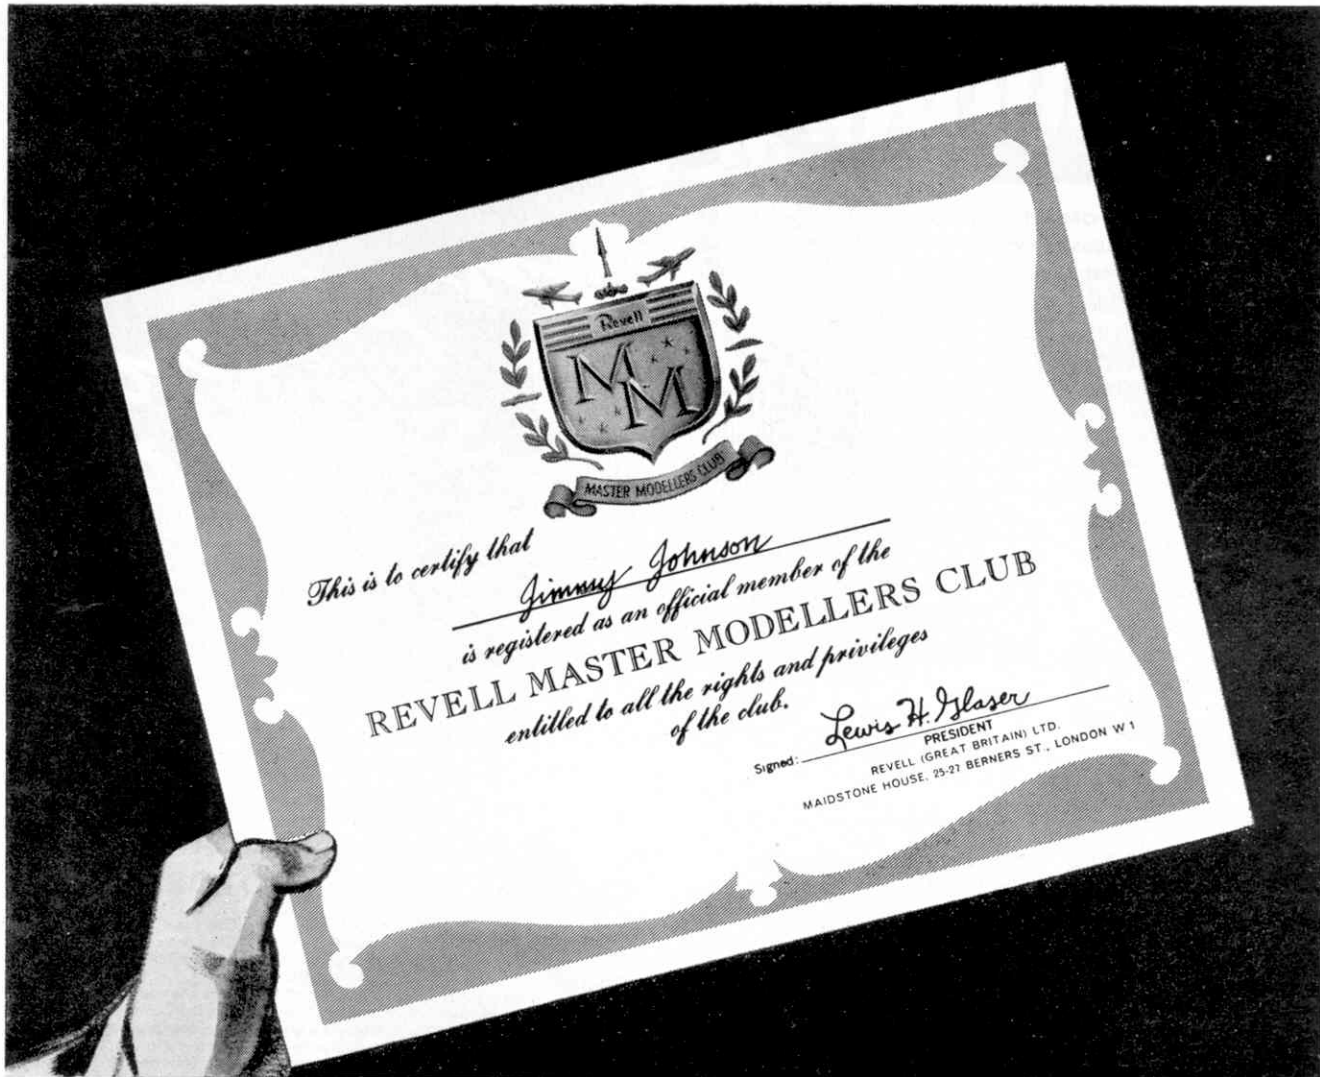 Revell
MM
MASTER MODELLERS CLUB
This is to certify that
Jimmy Johnson
is registered as an official member of the
REVELL MASTER MODELLERS CLUB
entitled to all the rights and privileges
of the club.
Signed: Lewis H. Glaser
PRESIDENT
REVELL (GREAT BRITAIN) LTD.
MAIDSTONE HOUSE, 25-27 BERNERS ST., LONDON W 1